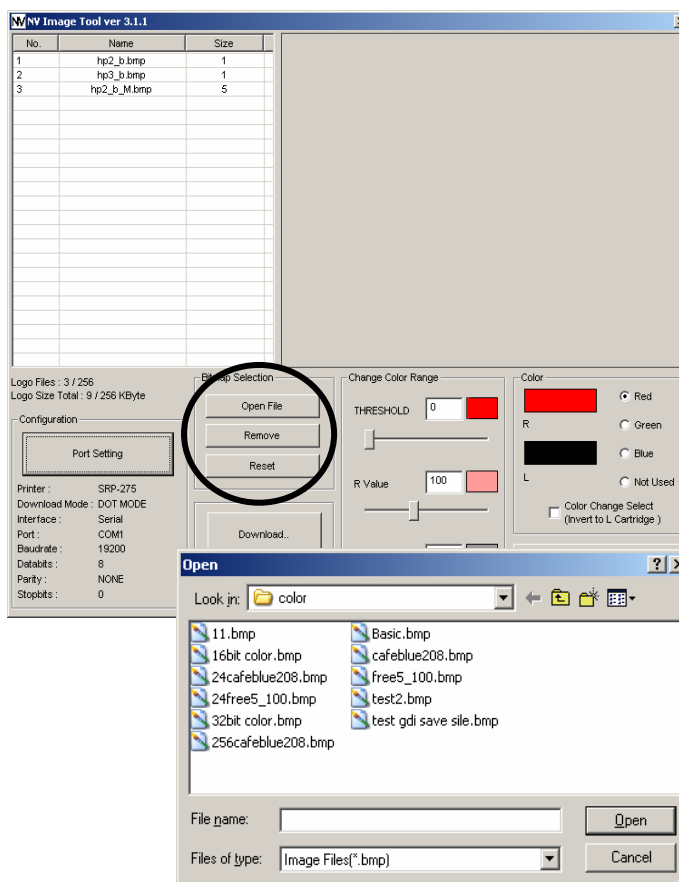 NV NV Image Tool ver 3.1.1
No. Name Size
1 hp2_b.bmp 1
2 hp3_b.bmp 1
3 hp2_b_M.bmp 5
Logo Files : 3 / 256
Logo Size Total : 9 / 256 KByte
Configuration
Port Setting
Printer : SRP-275
Download Mode : DOT MODE
Interface : Serial
Port : COM1
Baudrate : 19200
Databits : 8
Parity : NONE
Stopbits : 0
Bitmap Selection
Open File
Remove
Reset
Download..
Change Color Range
THRESHOLD 0
R Value 100
Color
R
L
Red
Green
Blue
Not Used
Color Change Select
(Invert to L Cartridge )
Open
Look in: color
11.bmp
16bit color.bmp
24cafeblue208.bmp
24free5_100.bmp
32bit color.bmp
256cafeblue208.bmp
Basic.bmp
cafeblue208.bmp
free5_100.bmp
test2.bmp
test gdi save sile.bmp
File name:
Open
Files of type: Image Files(*.bmp)
Cancel